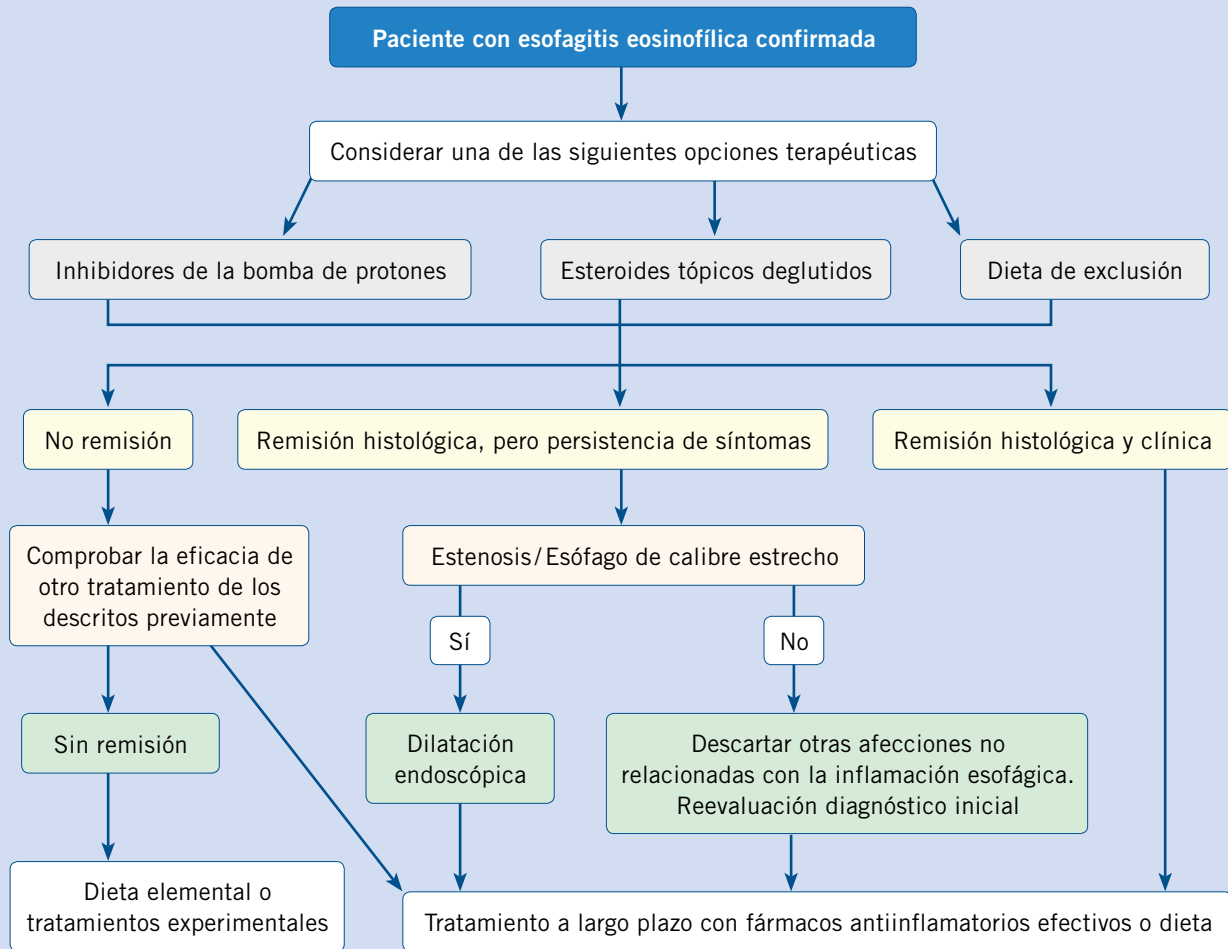 Paciente con esofagitis eosinofílica confirmada
Considerar una de las siguientes opciones terapéuticas
Inhibidores de la bomba de protones
Esteroides tópicos deglutidos
Dieta de exclusión
No remisión
Remisión histológica, pero persistencia de síntomas
Remisión histológica y clínica
Comprobar la eficacia de
otro tratamiento de los
descritos previamente
Estenosis/Esófago de calibre estrecho
Sí
No
Sin remisión
Dilatación
endoscópica
Descartar otras afecciones no
relacionadas con la inflamación esofágica.
Reevaluación diagnóstico inicial
Dieta elemental o
tratamientos experimentales
Tratamiento a largo plazo con fármacos antiinflamatorios efectivos o dieta